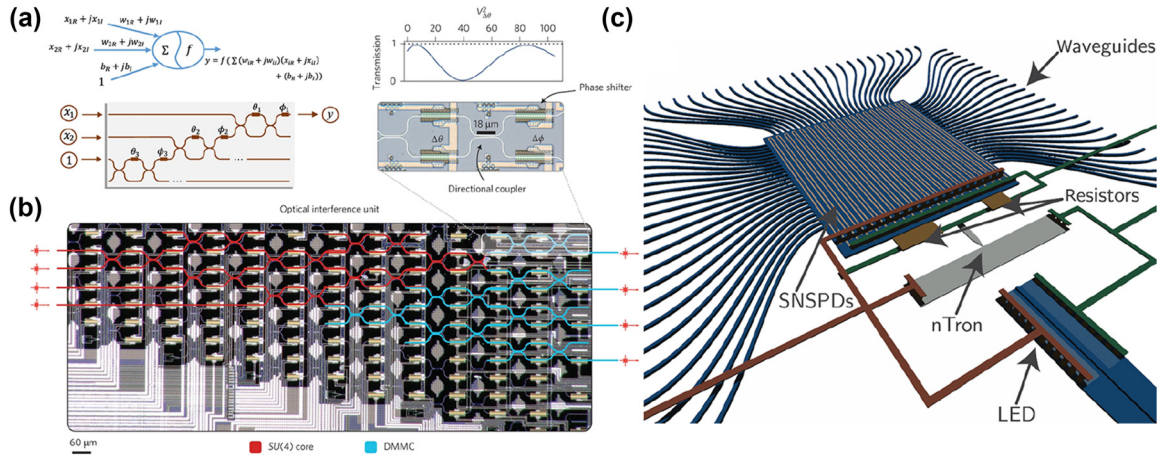 (a)
x1R + jx1I
w1R + jw1I
x2R + jx2I
w2R + jw2I
Σ
f
bR + jbj
1
y = f (Σ(wiR + jwiI)(xiR + jxiI)
+ (bR + jbI))
X1
X2
1
θ1
ϕ1
θ2
ϕ2
θ3
ϕ3
...
...
y
V²Δθ
0 20 40 60 80 100
Transmission
1
0
Phase shifter
Δθ
18 µm
Δϕ
Directional coupler
(b)
Optical interference unit
60 µm
SU(4) core
DMMC
(c)
Waveguides
Resistors
SNSPDs
nTron
LED